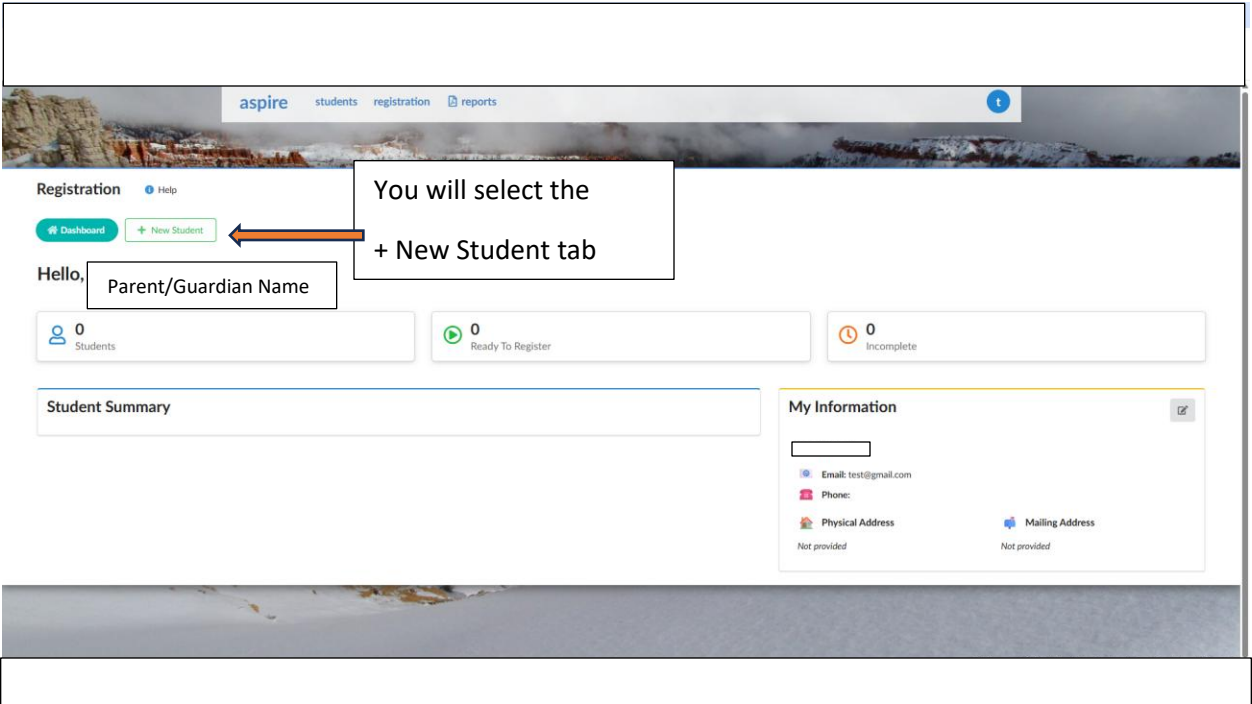 aspire students registration reports t
Registration Help
You will select the
+ New Student tab
Dashboard + New Student
Hello,
Parent/Guardian Name
0
Students
0
Ready To Register
0
Incomplete
Student Summary
My Information
Email: test@gmail.com
Phone:
Physical Address
Not provided
Mailing Address
Not provided